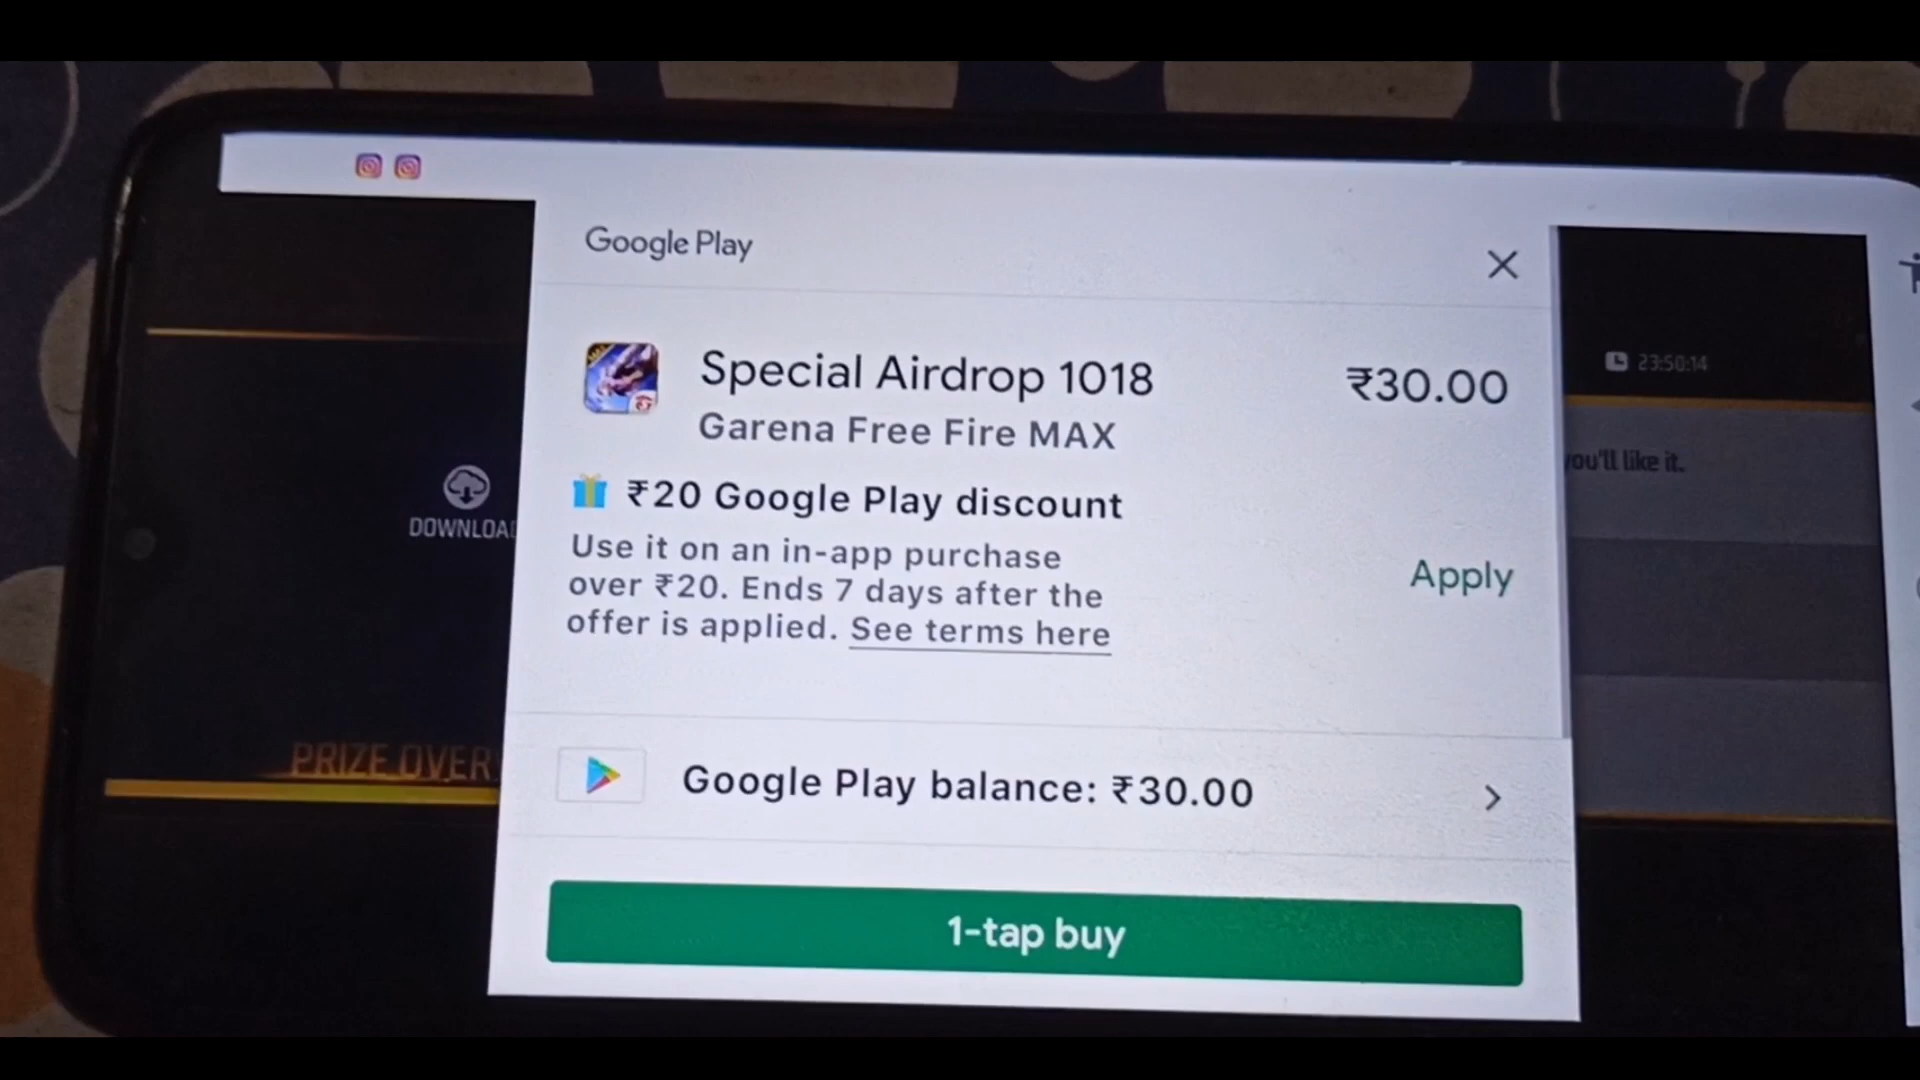 Google Play
Special Airdrop 1018
₹30.00
Garena Free Fire MAX
₹20 Google Play discount
Use it on an in-app purchase
over ₹20. Ends 7 days after the
offer is applied. See terms here
Apply
Google Play balance: ₹30.00
1-tap buy
23:50:14
you'll like it.
DOWNLOA
PRIZE OVER